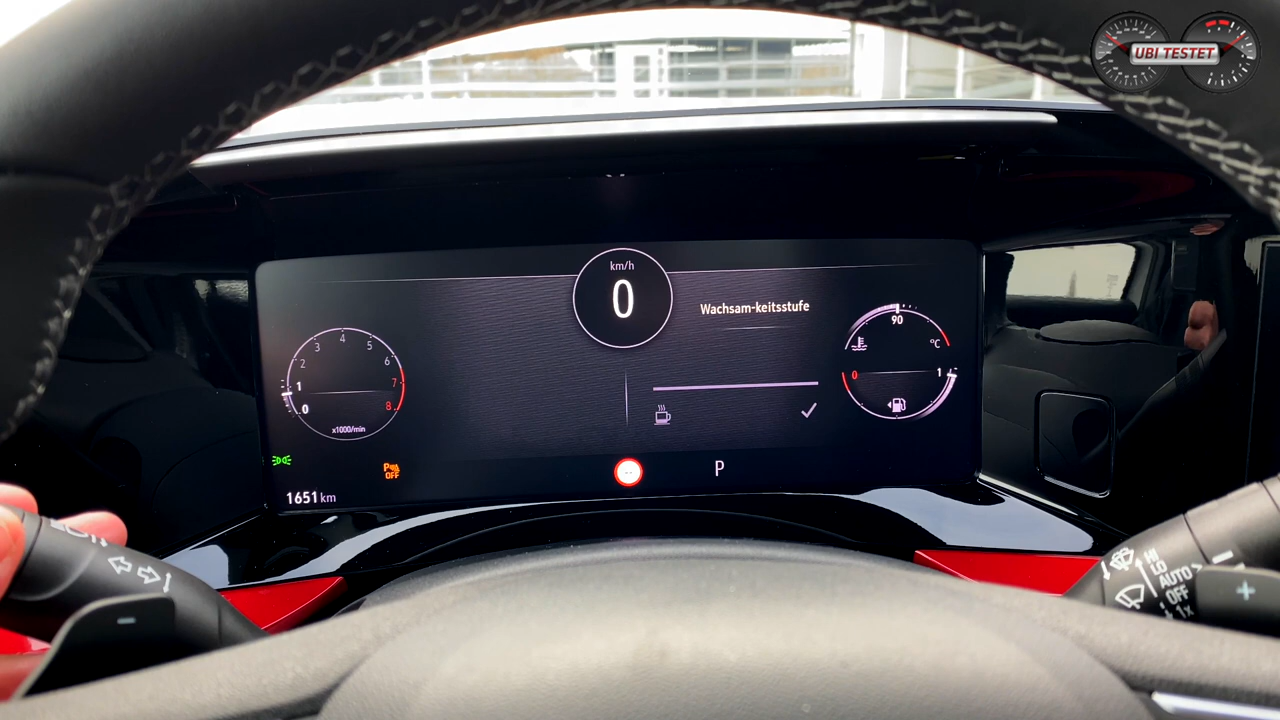 UBI TESTET
km/h
0
Wachsam-keitsstufe
90
°C
0
1
4
3
5
2
6
1
7
0
8
x1000/min
P
OFF
P
1651 km
HI
LO
AUTO >
OFF
1x
-
+